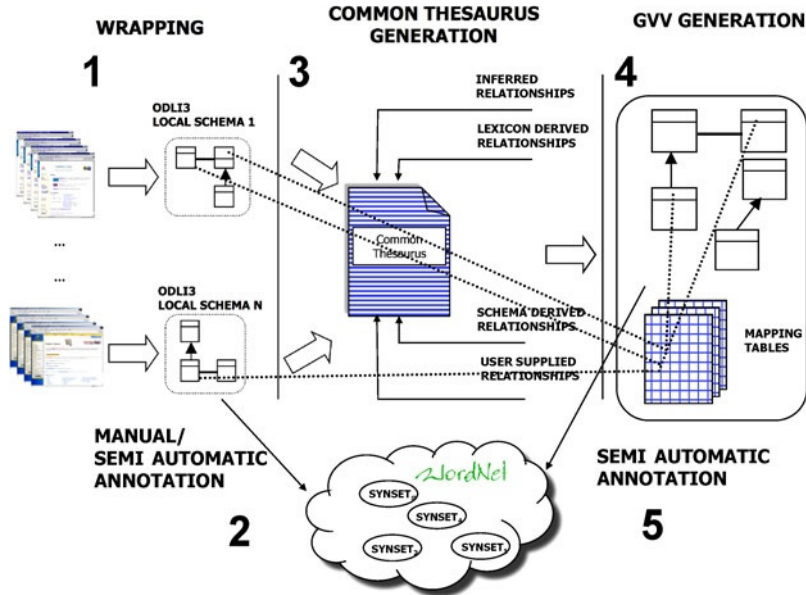 WRAPPING
COMMON THESAURUS
GENERATION
GVV GENERATION
1
3
4
INFERRED
RELATIONSHIPS
ODLI3
LOCAL SCHEMA 1
LEXICON DERIVED
RELATIONSHIPS
...
Common
Thesaurus
...
ODLI3
LOCAL SCHEMA N
SCHEMA DERIVED
RELATIONSHIPS
MAPPING
TABLES
USER SUPPLIED
RELATIONSHIPS
MANUAL/
SEMI AUTOMATIC
ANNOTATION
WordNet
SEMI AUTOMATIC
ANNOTATION
SYNSET
SYNSET4
2
SYNSET
SYNSET
5